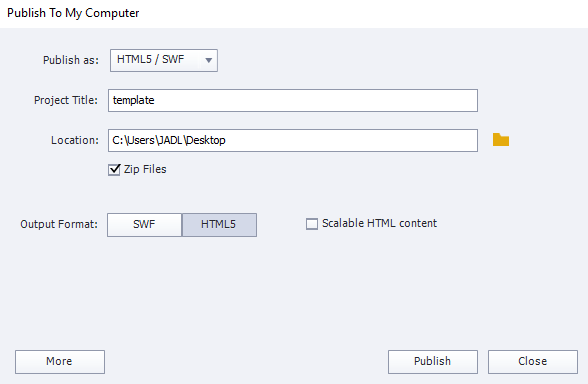 Publish To My Computer
Publish as: HTML5 / SWF
Project Title: template
Location: C:\Users\JADL\Desktop
Zip Files
Output Format: SWF HTML5 Scalable HTML content
More Publish Close